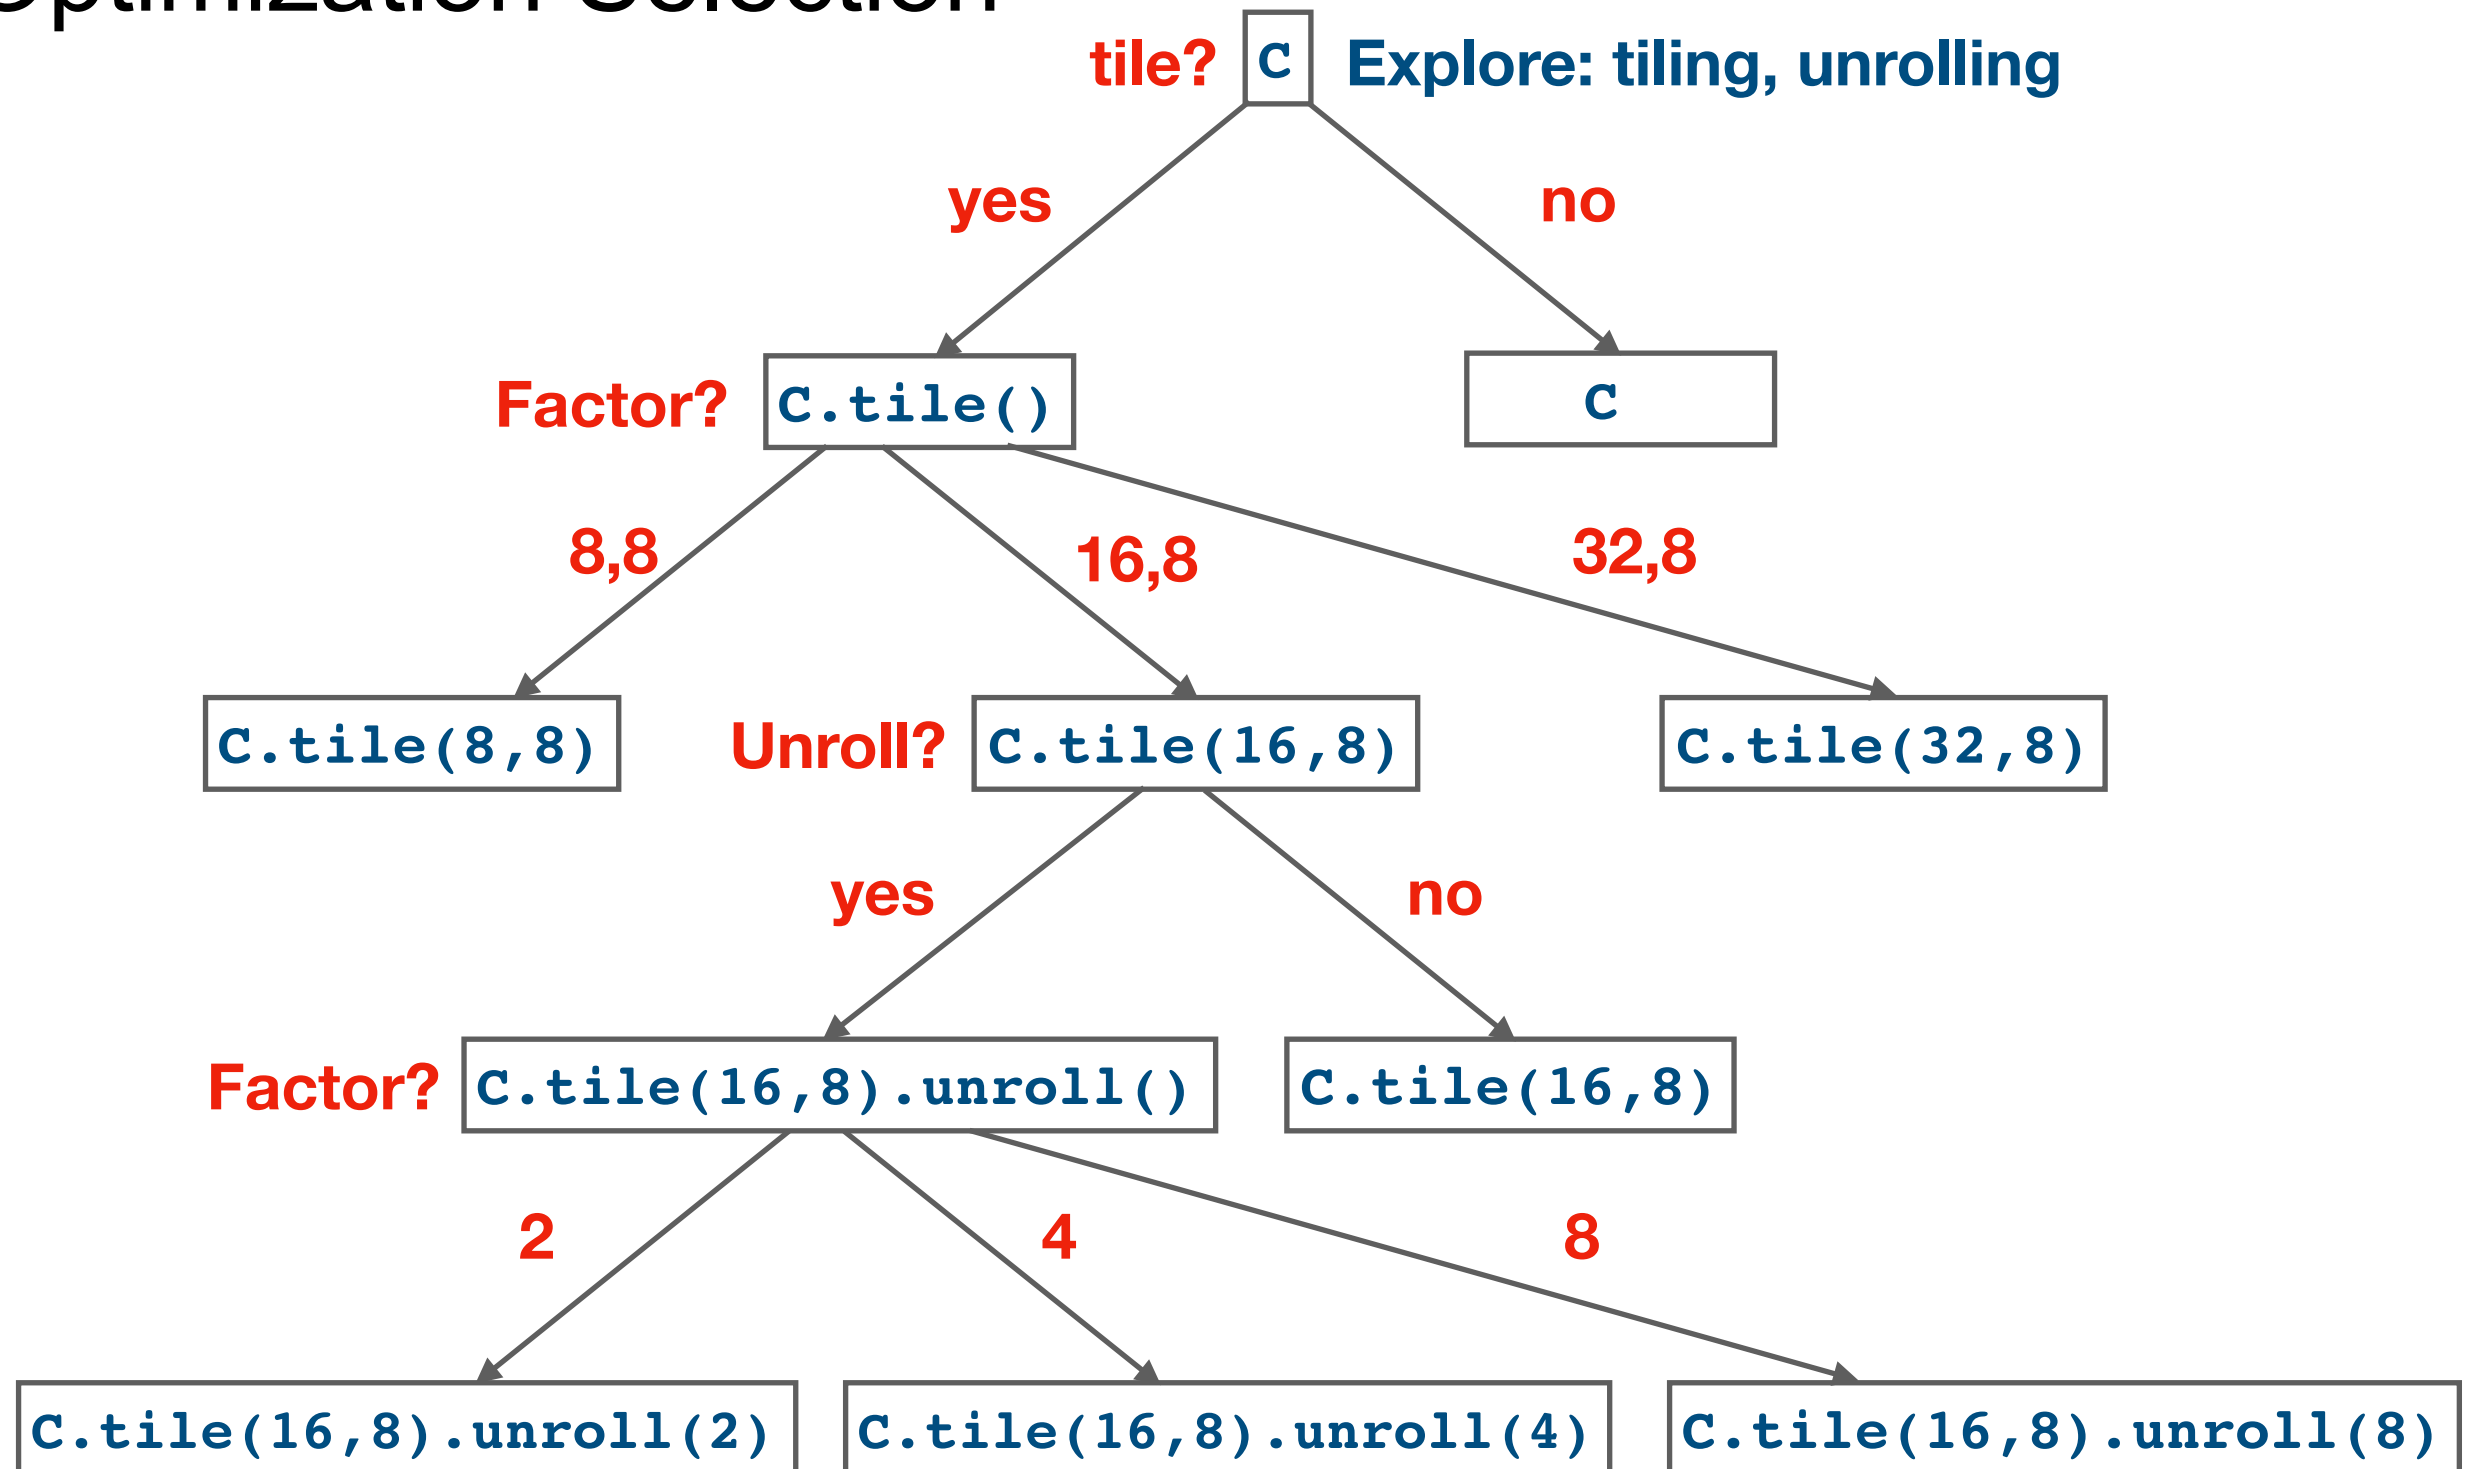 Optimization Selection
tile?
C
Explore: tiling, unrolling
yes
no
Factor?
C.tile()
C
8,8
16,8
32,8
C.tile(8,8)
Unroll?
C.tile(16,8)
C.tile(32,8)
yes
no
Factor?
C.tile(16,8).unroll()
C.tile(16,8)
2
4
8
C.tile(16,8).unroll(2)
C.tile(16,8).unroll(4)
C.tile(16,8).unroll(8)